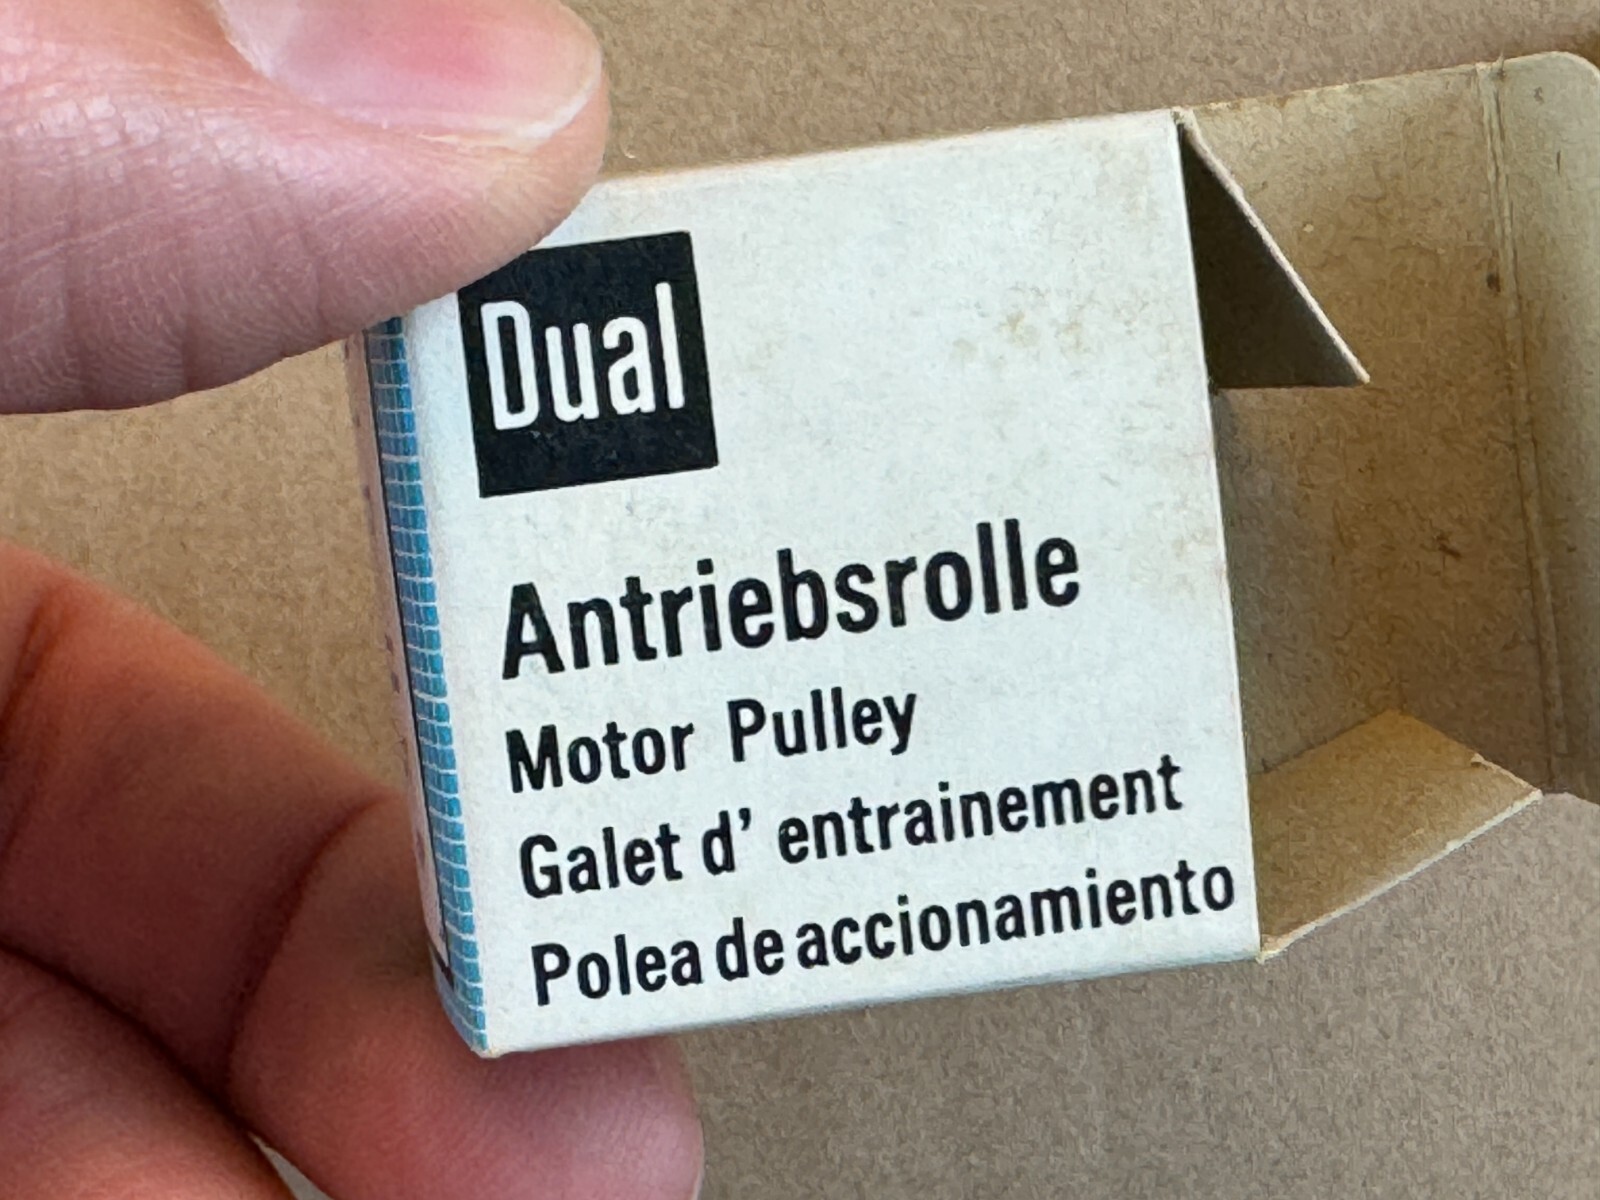 Dual
Antriebsrolle
Motor Pulley
Galet d' entrainement
Polea de accionamiento